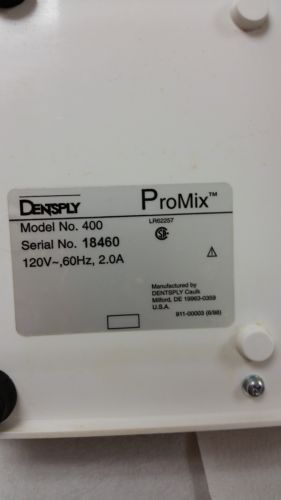 DENTSPLY
ProMix™
Model No. 400
LR62257
Serial No. 18460
120V~,60Hz, 2.0A
Manufactured by
DENTSPLY Caulk
Milford, DE 19963-0359
U.S.A.
911-00003 (6/98)